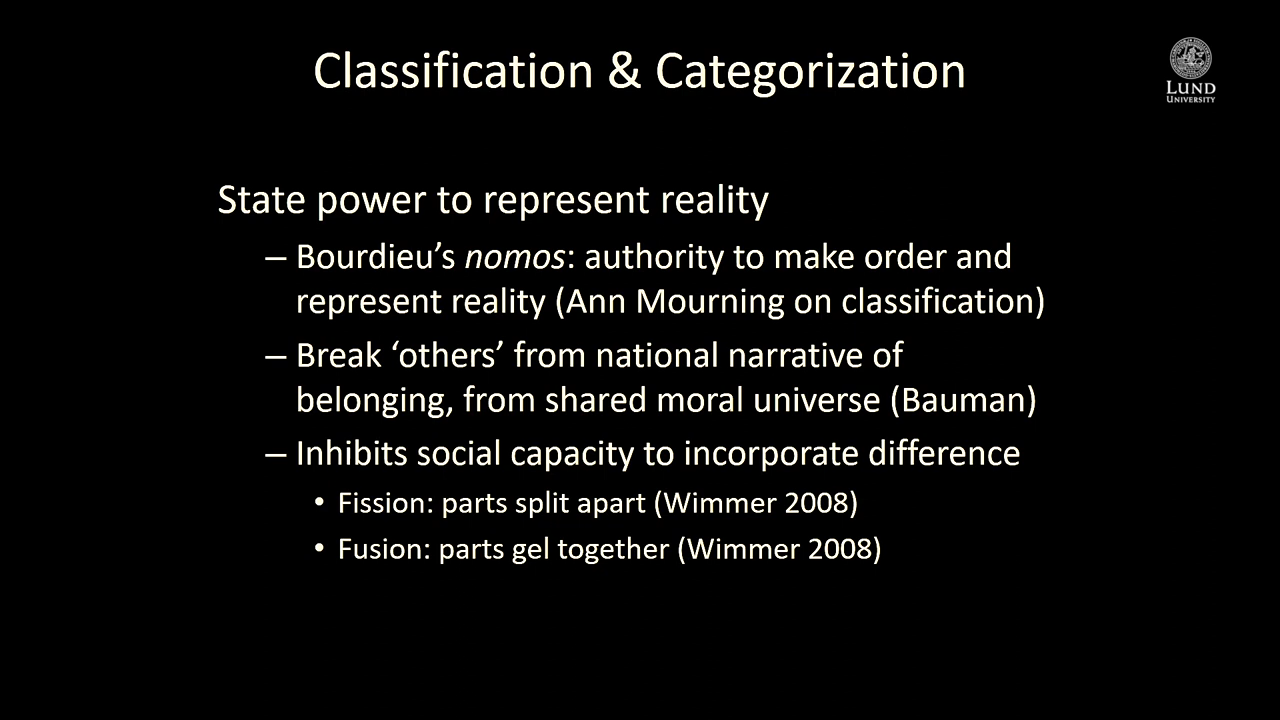 Classification & Categorization
LUND
UNIVERSITY
State power to represent reality
– Bourdieu’s nomos: authority to make order and
represent reality (Ann Mourning on classification)
– Break ‘others’ from national narrative of
belonging, from shared moral universe (Bauman)
– Inhibits social capacity to incorporate difference
• Fission: parts split apart (Wimmer 2008)
• Fusion: parts gel together (Wimmer 2008)